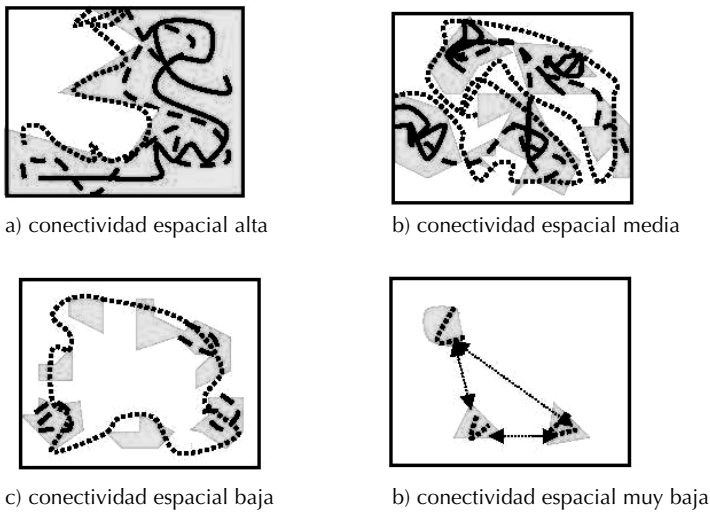 a) conectividad espacial alta
b) conectividad espacial media
c) conectividad espacial baja
b) conectividad espacial muy baja